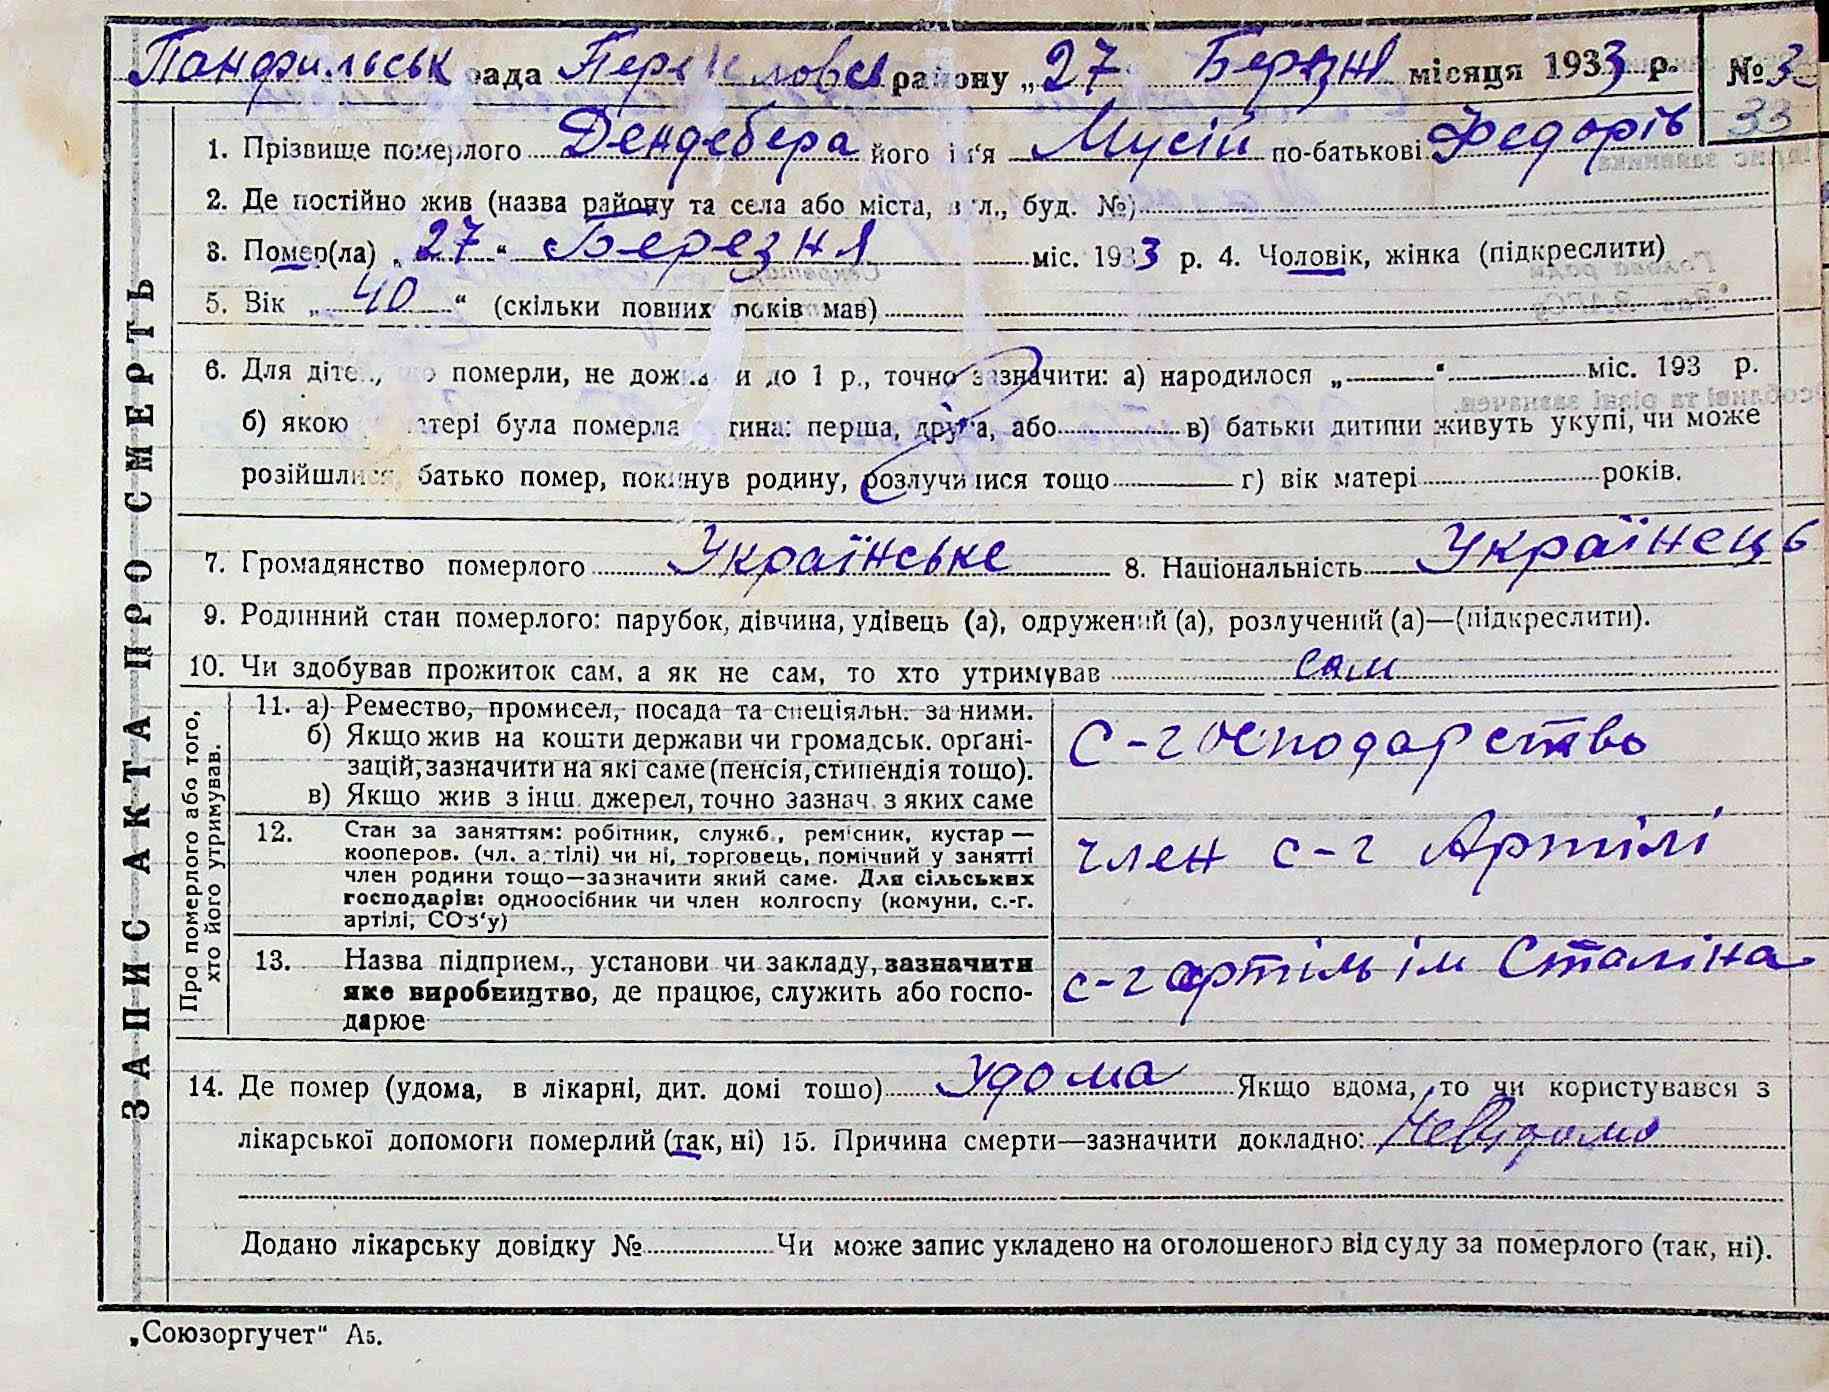 Панфильськ рада Пере ловськ району „27 Березня місяця 1933 р. №3
33
1. Прізвище померлого Дендебера його ім'я Мусій по-батькові Федорів
2. Де постійно жив (назва району та села або міста, вул., буд. №)
3. Помер(ла) „27“ Березня міс. 1933 р. 4. Чоловік, жінка (підкреслити)
5. Вік „40“ (скільки повних років мав)
6. Для дітей, що померли, не дожили до 1 р., точно зазначити: а) народилося „ “ міс. 193 р.
б) якою матері була померла дитина: перша, друга, або в) батьки дитини живуть укупі, чи може
розійшлися, батько помер, покинув родину, розлучилися тощо г) вік матері років.
7. Громадянство померлого Українське 8. Національність Українець
9. Родинний стан померлого: парубок, дівчина, удівець (а), одружений (а), розлучений (а)—(підкреслити).
10. Чи здобував прожиток сам, а як не сам, то хто утримував сам
11. а) Ремество, промисел, посада та спеціяльн. за ними.
б) Якщо жив на кошти держави чи громадськ. орґані-
зацій, зазначити на які саме (пенсія, стипендія тощо).
в) Якщо жив з інш. джерел, точно зазнач. з яких саме
с-господарство
12. Стан за заняттям: робітник, служб., ремісник, кустар —
кооперов. (чл. артілі) чи ні, торговець, помічний у занятті
член родини тощо—зазначити який саме. Для сільських
господарів: одноосібник чи член колгоспу (комуни, с.-г.
артілі, СОЗ'у)
член с-г Артілі
13. Назва підприєм., установи чи закладу, зазначити
яке виробництво, де працює, служить або госпо-
дарює
с-г артіль ім Сталіна
14. Де помер (удома, в лікарні, дит. домі тошо) Удома Якщо вдома, то чи користувався з
лікарської допомоги померлий (так, ні) 15. Причина смерти—зазначити докладно: Невідомо
Додано лікарську довідку № Чи може запис укладено на оголошеного від суду за померлого (так, ні).
„Союзоргучет“ А5.
ЗАПИС АКТА ПРО СМЕРТЬ
Про померлого або того,
хто його утримував.